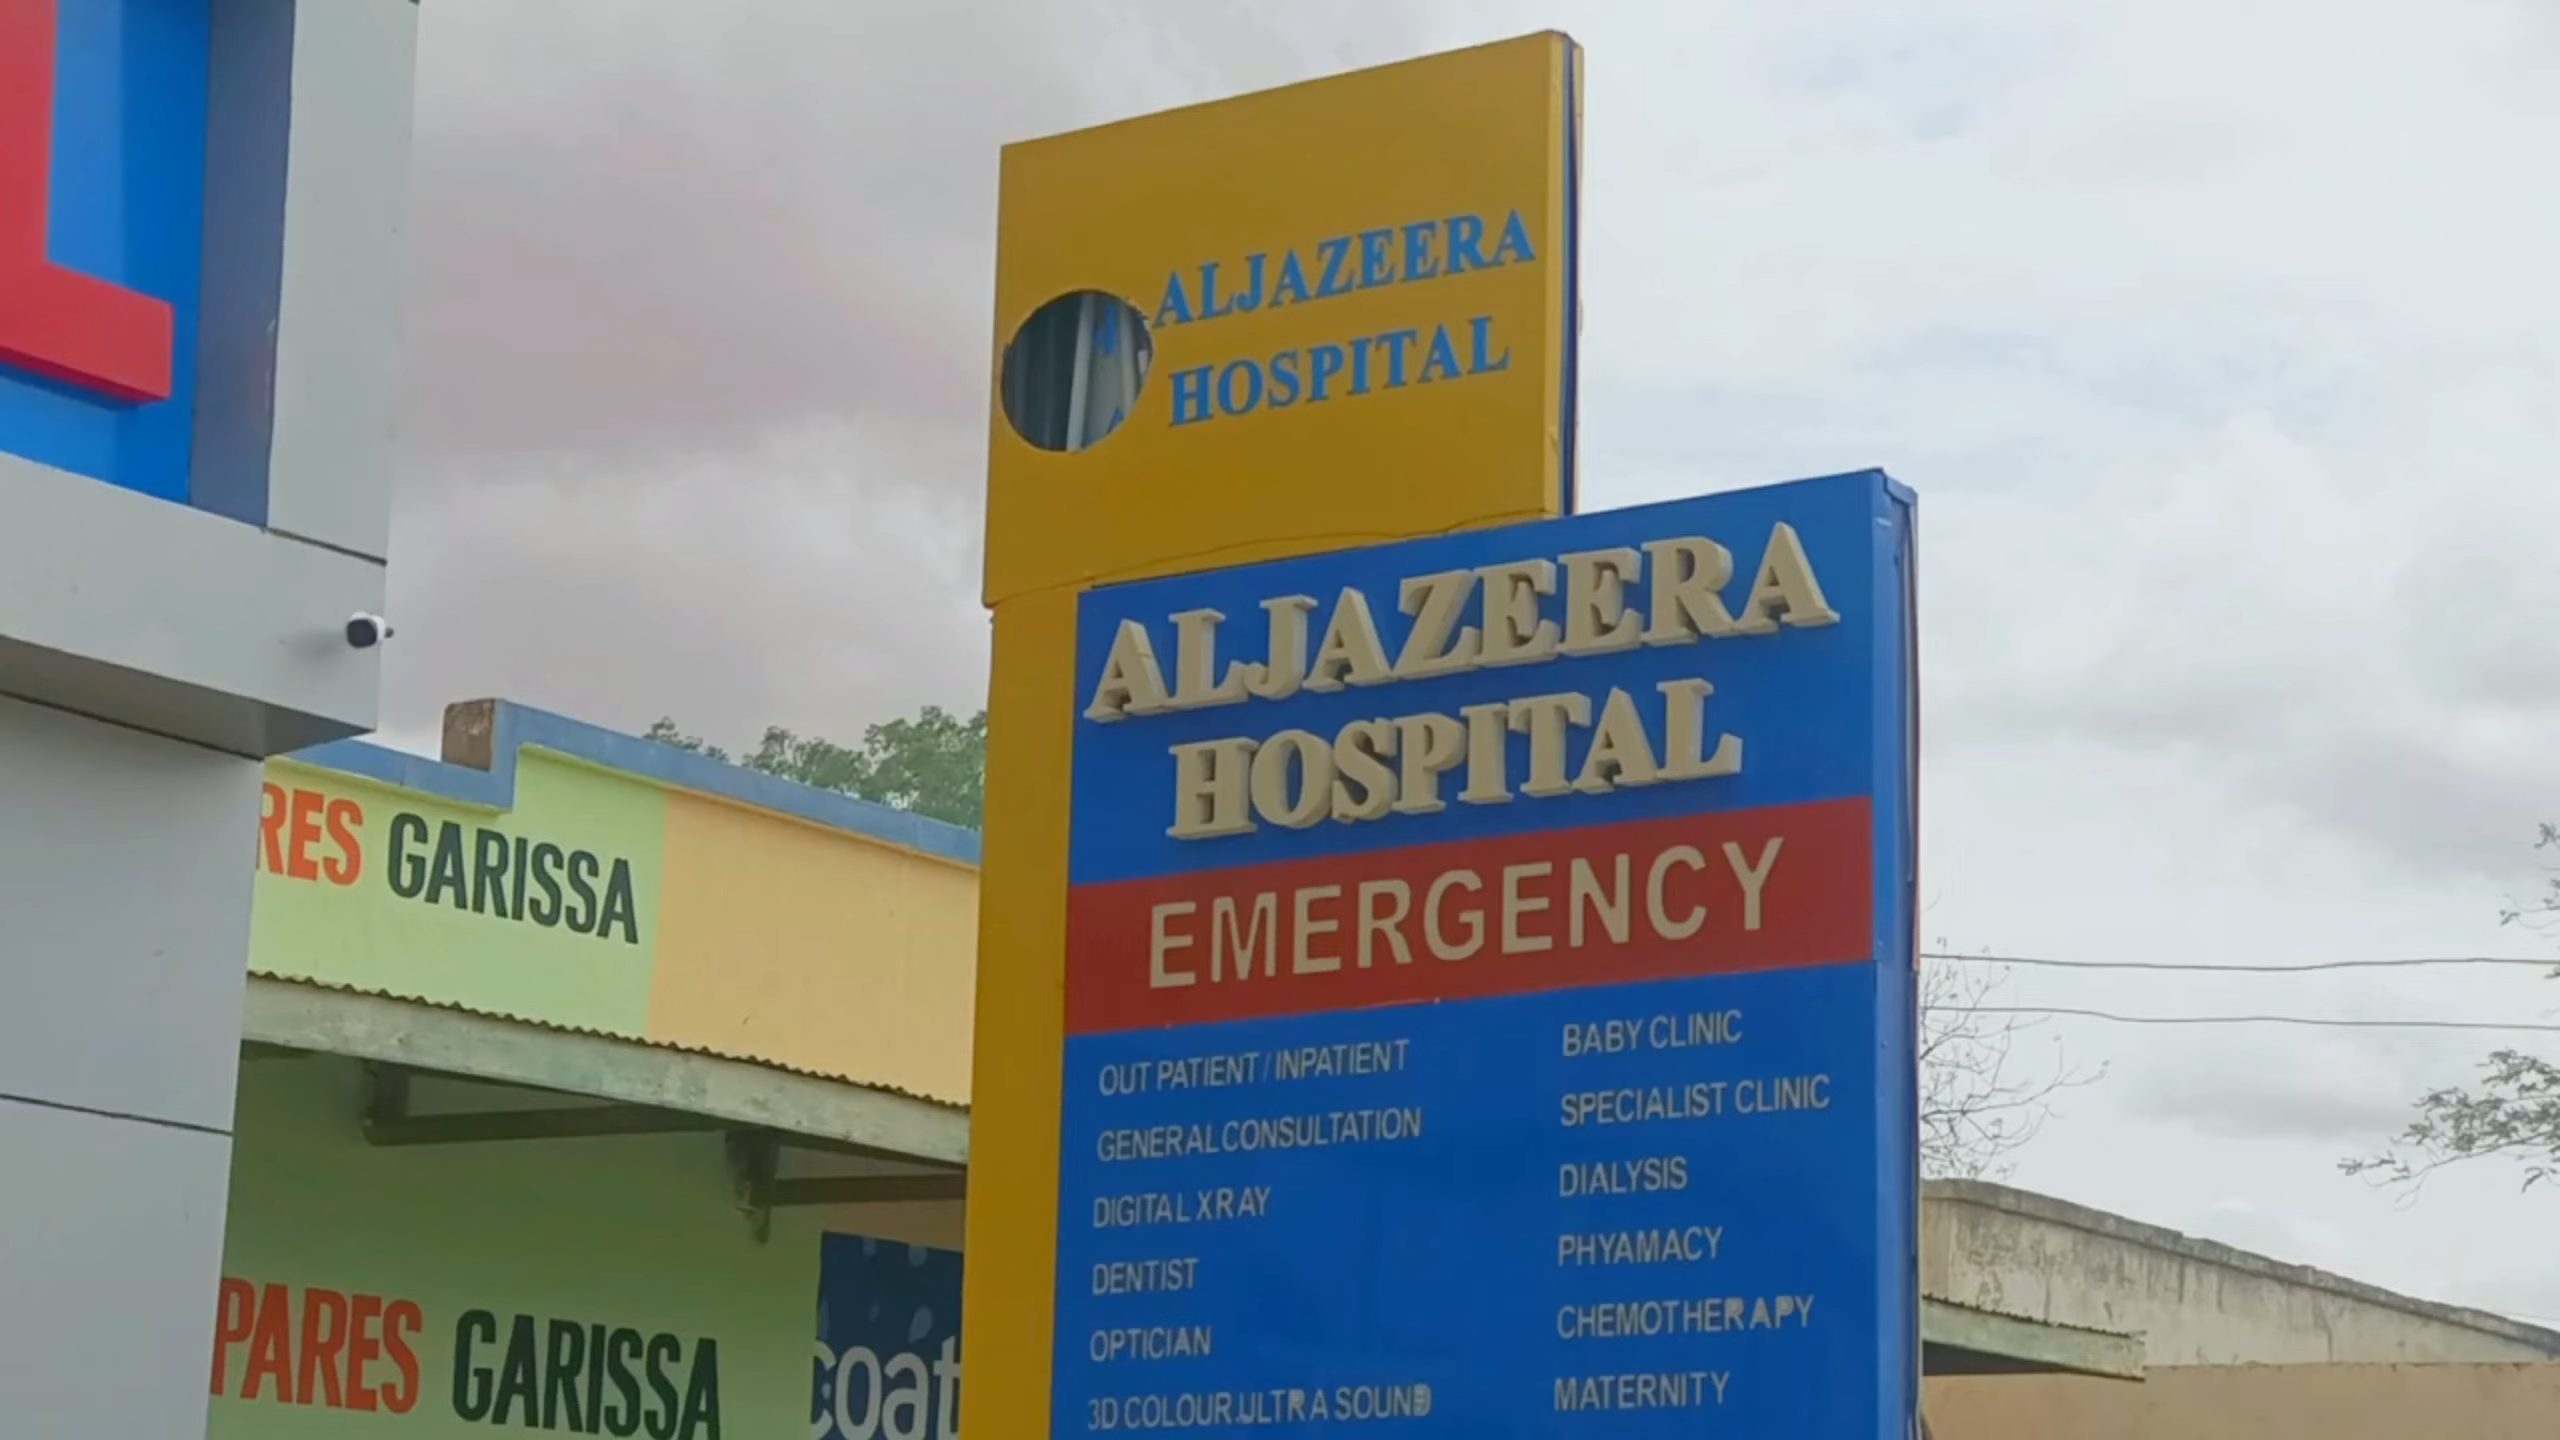 ALJAZEERA
HOSPITAL
ALJAZEERA
HOSPITAL
EMERGENCY
OUT PATIENT / INPATIENT
GENERAL CONSULTATION
DIGITAL XRAY
DENTIST
OPTICIAN
3D COLOUR.ULTRA SOUND
BABY CLINIC
SPECIALIST CLINIC
DIALYSIS
PHYAMACY
CHEMOTHERAPY
MATERNITY
RES GARISSA
PARES GARISSA
coat